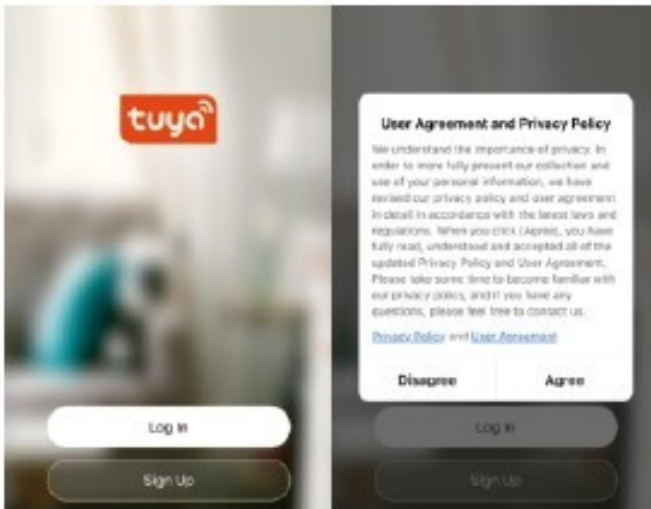 tuya
Log In
Sign Up
User Agreement and Privacy Policy
We understand the importance of privacy. In
order to more fully present our collection and
use of your personal information, we have
revised our privacy policy and user agreement
in detail in accordance with the latest laws and
regulations. When you click [Agree], you have
fully read, understood and accepted all of the
updated Privacy Policy and User Agreement.
Please take some time to become familiar with
our privacy policy, and if you have any
questions, please feel free to contact us.
Privacy Policy and User Agreement
Disagree Agree
Log In
Sign Up